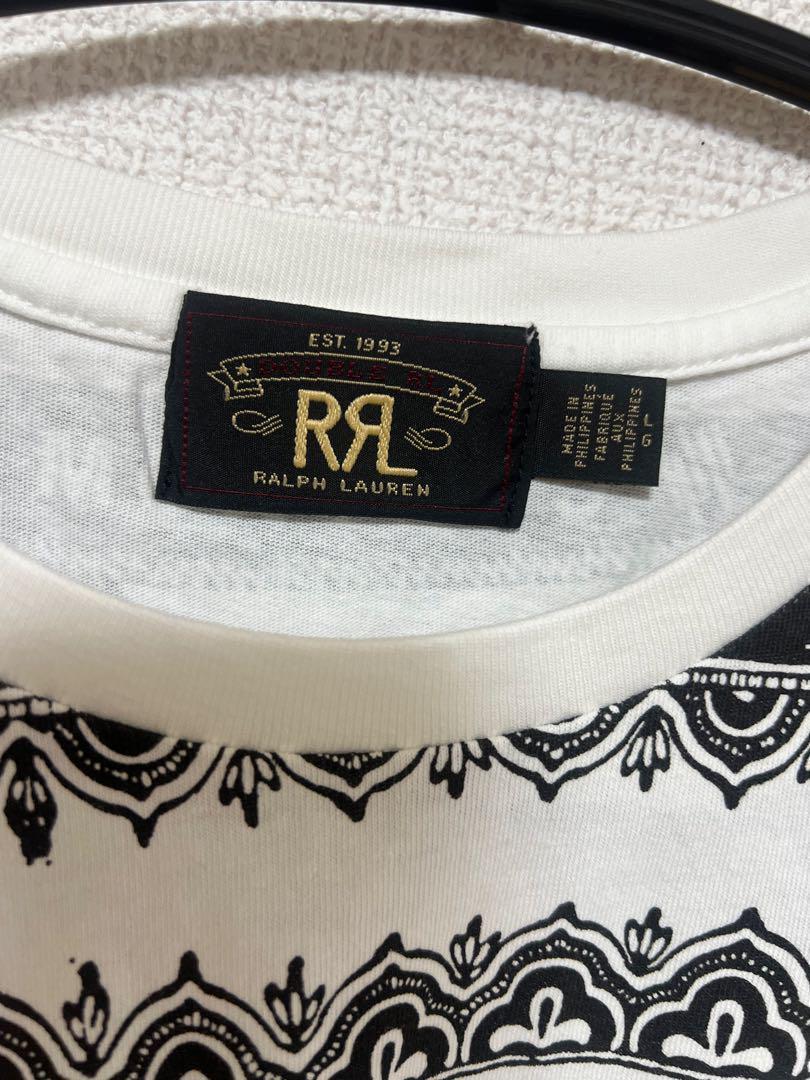 EST. 1993
DOUBLE RL
RRL
RALPH LAUREN
MADE IN
PHILIPPINES
FABRIQUÉ
AUX
PHILIPPINES
L
G